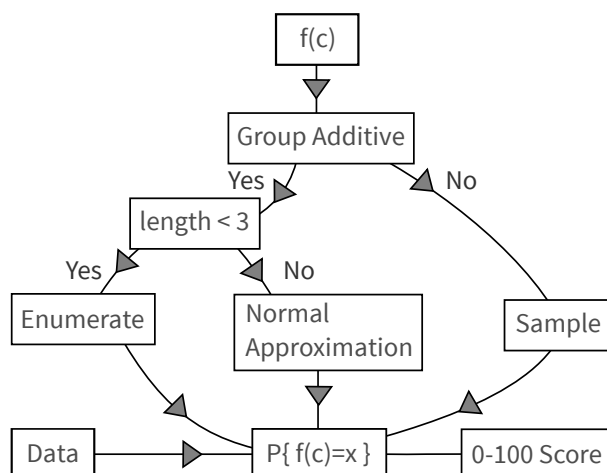 f(c)
Group Additive
Yes
No
length < 3
Yes
No
Enumerate
Normal
Approximation
Sample
Data
P{ f(c)=x }
0-100 Score